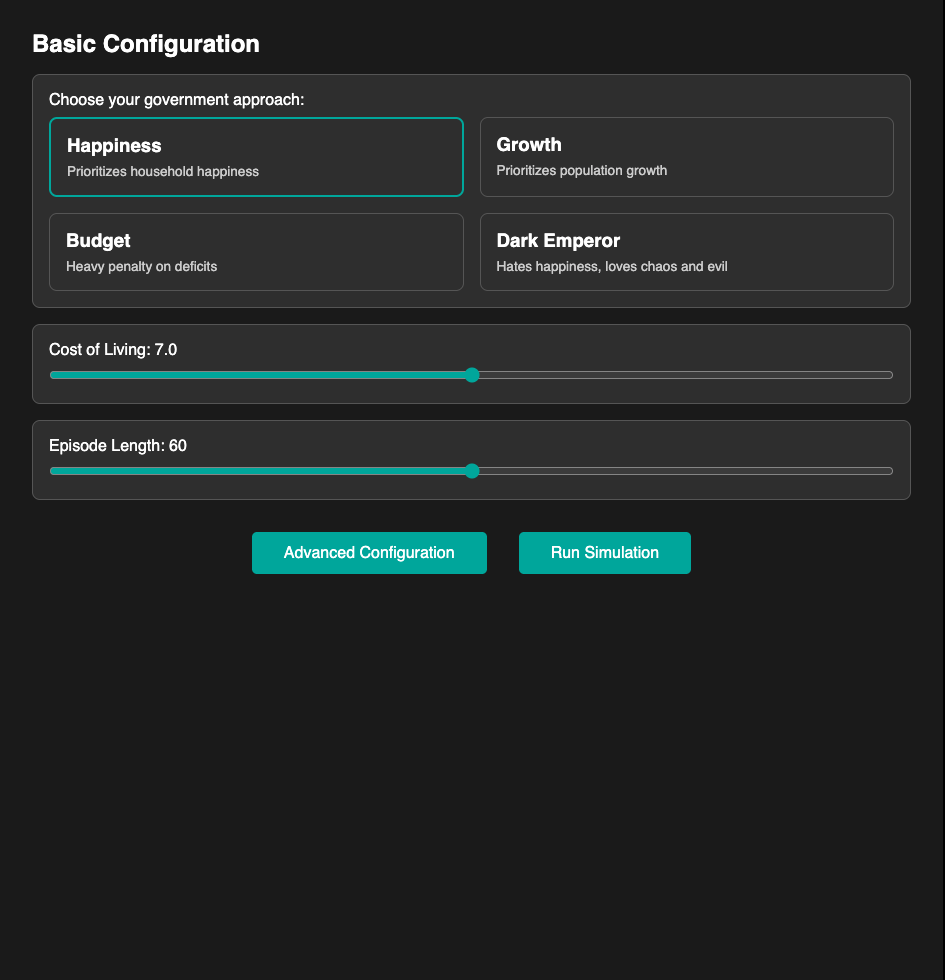 Basic Configuration
Choose your government approach:
Happiness
Prioritizes household happiness
Growth
Prioritizes population growth
Budget
Heavy penalty on deficits
Dark Emperor
Hates happiness, loves chaos and evil
Cost of Living: 7.0
Episode Length: 60
Advanced Configuration
Run Simulation